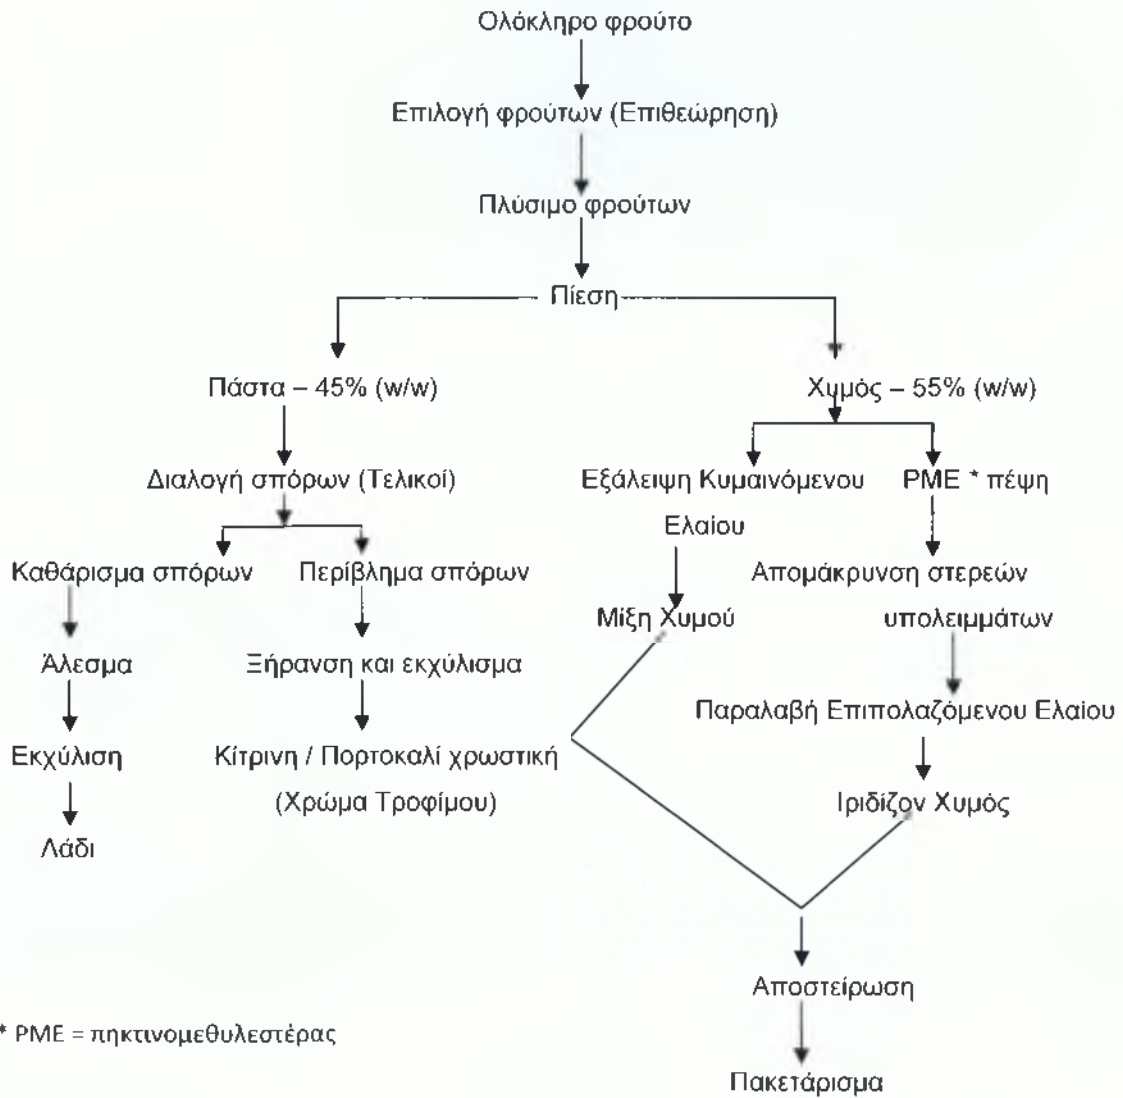 Ολόκληρο φρούτο
Επιλογή φρούτων (Επιθεώρηση)
Πλύσιμο φρούτων
Πίεση
Πάστα – 45% (w/w)
Χυμός – 55% (w/w)
Διαλογή σπόρων (Τελικοί)
Εξάλειψη Κυμαινόμενου
Ελαίου
PME * πέψη
Καθάρισμα σπόρων
Περίβλημα σπόρων
Απομάκρυνση στερεών
υπολειμμάτων
Μίξη Χυμού
Άλεσμα
Ξήρανση και εκχύλισμα
Παραλαβή Επιπολαζόμενου Ελαίου
Εκχύλιση
Κίτρινη / Πορτοκαλί χρωστική
(Χρώμα Τροφίμου)
Ιριδίζον Χυμός
Λάδι
Αποστείρωση
* PME = πηκτινομεθυλεστέρας
Πακετάρισμα